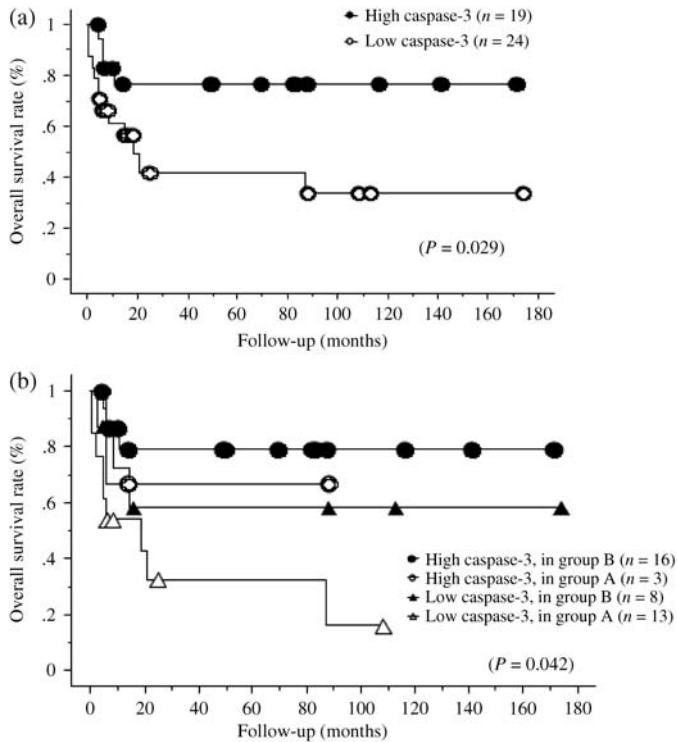 (a)
High caspase-3 (n = 19)
Low caspase-3 (n = 24)
Overall survival rate (%)
1
.8
.6
.4
.2
0
(P = 0.029)
0 20 40 60 80 100 120 140 160 180
Follow-up (months)
(b)
Overall survival rate (%)
1
.8
.6
.4
.2
0
High caspase-3, in group B (n = 16)
High caspase-3, in group A (n = 3)
Low caspase-3, in group B (n = 8)
Low caspase-3, in group A (n = 13)
(P = 0.042)
0 20 40 60 80 100 120 140 160 180
Follow-up (months)